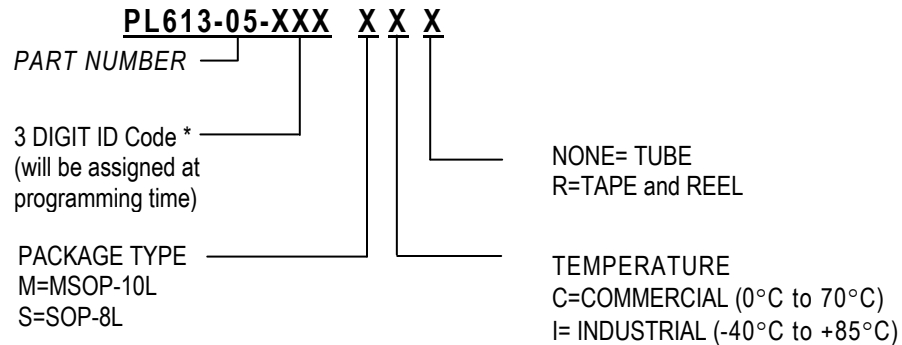 PL613-05-XXX X X X
PART NUMBER
3 DIGIT ID Code *
(will be assigned at
programming time)
PACKAGE TYPE
M=MSOP-10L
S=SOP-8L
NONE= TUBE
R=TAPE and REEL
TEMPERATURE
C=COMMERCIAL (0°C to 70°C)
I= INDUSTRIAL (-40°C to +85°C)